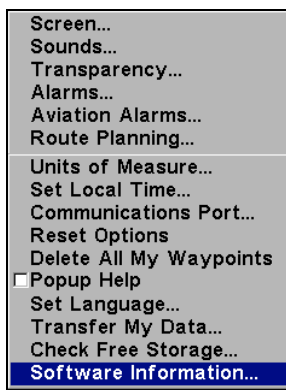 Screen...
Sounds...
Transparency...
Alarms...
Aviation Alarms...
Route Planning...
Units of Measure...
Set Local Time...
Communications Port...
Reset Options
Delete All My Waypoints
Popup Help
Set Language...
Transfer My Data...
Check Free Storage...
Software Information...